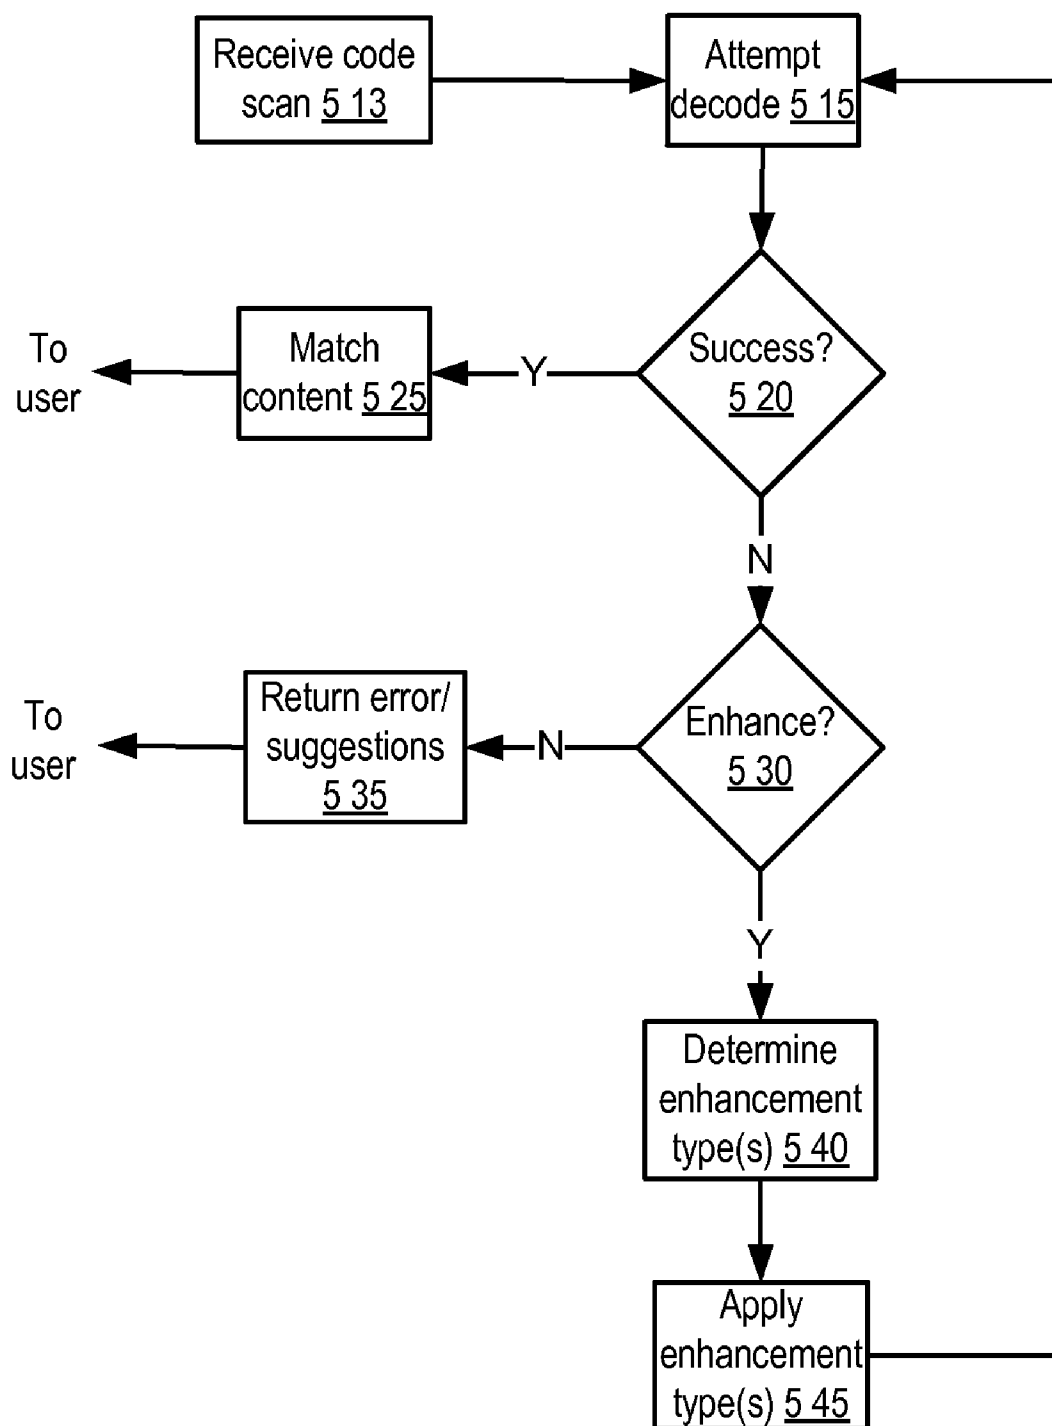 Receive code
scan 5 13
Attempt
decode 5 15
Success?
5 20
Y
Match
content 5 25
To
user
N
Enhance?
5 30
N
Return error/
suggestions
5 35
To
user
Y
Determine
enhancement
type(s) 5 40
Apply
enhancement
type(s) 5 45